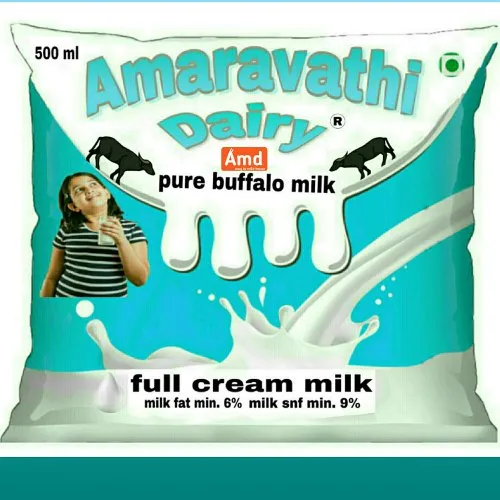 500 ml
Amaravathi
Dairy ®
Ámd
pure buffalo milk
full cream milk
milk fat min. 6% milk snf min. 9%